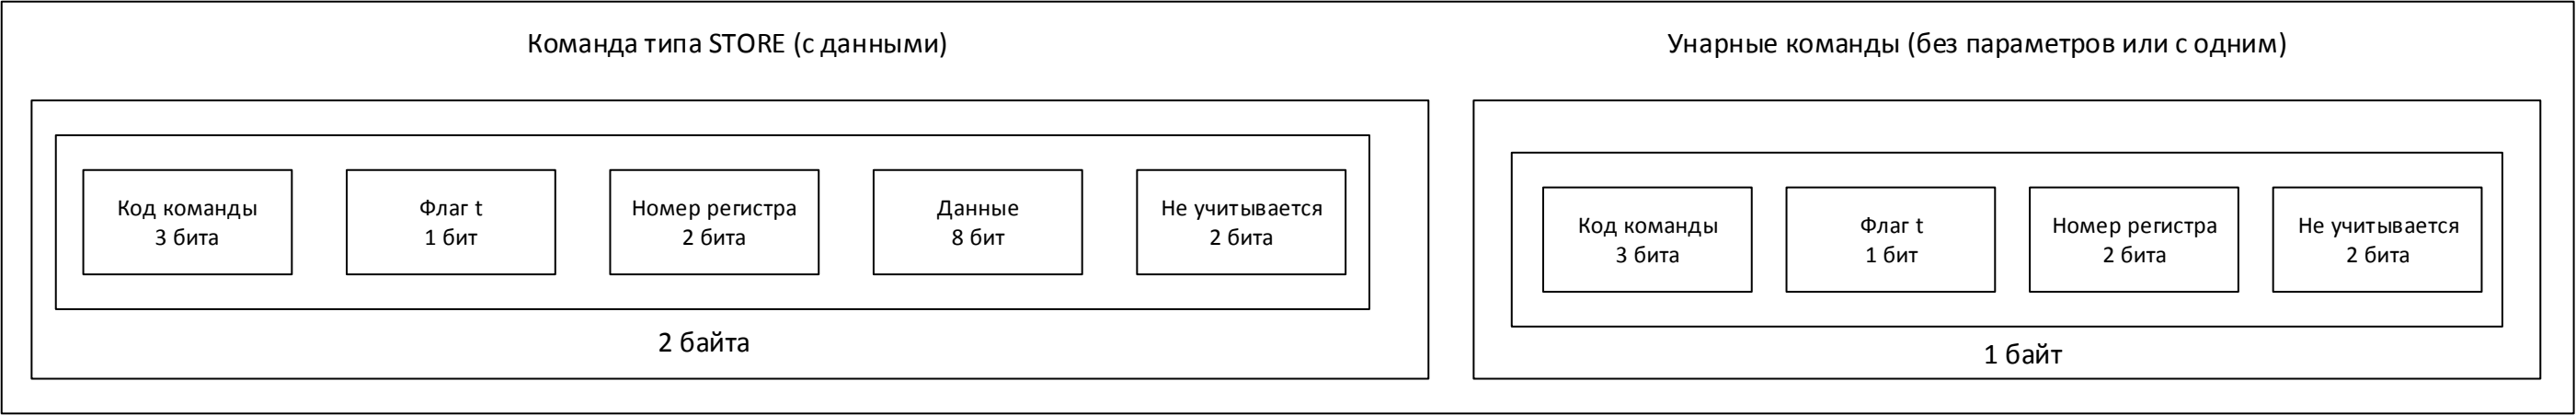 Команда типа STORE (с данными)
Код команды
3 бита
Флаг t
1 бит
Номер регистра
2 бита
Данные
8 бит
Не учитывается
2 бита
2 байта
Унарные команды (без параметров или с одним)
Код команды
3 бита
Флаг t
1 бит
Номер регистра
2 бита
Не учитывается
2 бита
1 байт